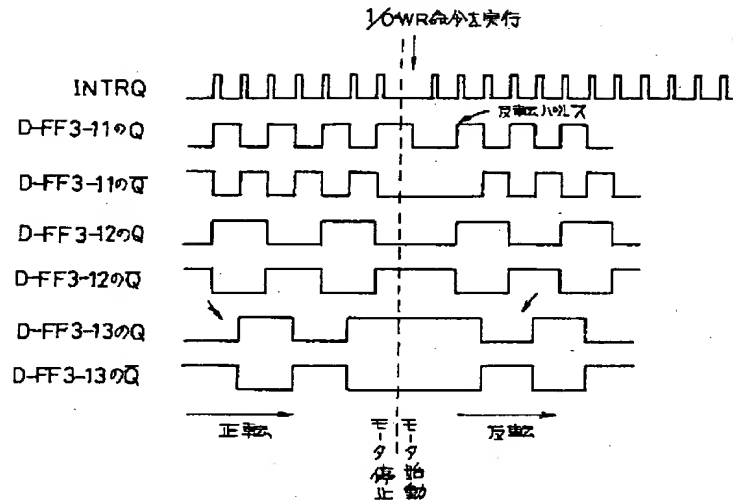 I/O WR命令を実行
INTRQ
D-FF3-11のQ
反転パルス
D-FF3-11のQ̅
D-FF3-12のQ
D-FF3-12のQ̅
D-FF3-13のQ
D-FF3-13のQ̅
正転
モータ停止
モータ始動
反転